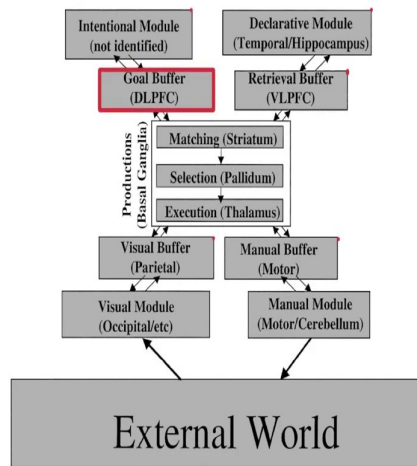 Intentional Module
(not identified)
Declarative Module
(Temporal/Hippocampus)
Goal Buffer
(DLPFC)
Retrieval Buffer
(VLPFC)
Productions
(Basal Ganglia)
Matching (Striatum)
Selection (Pallidum)
Execution (Thalamus)
Visual Buffer
(Parietal)
Manual Buffer
(Motor)
Visual Module
(Occipital/etc)
Manual Module
(Motor/Cerebellum)
External World